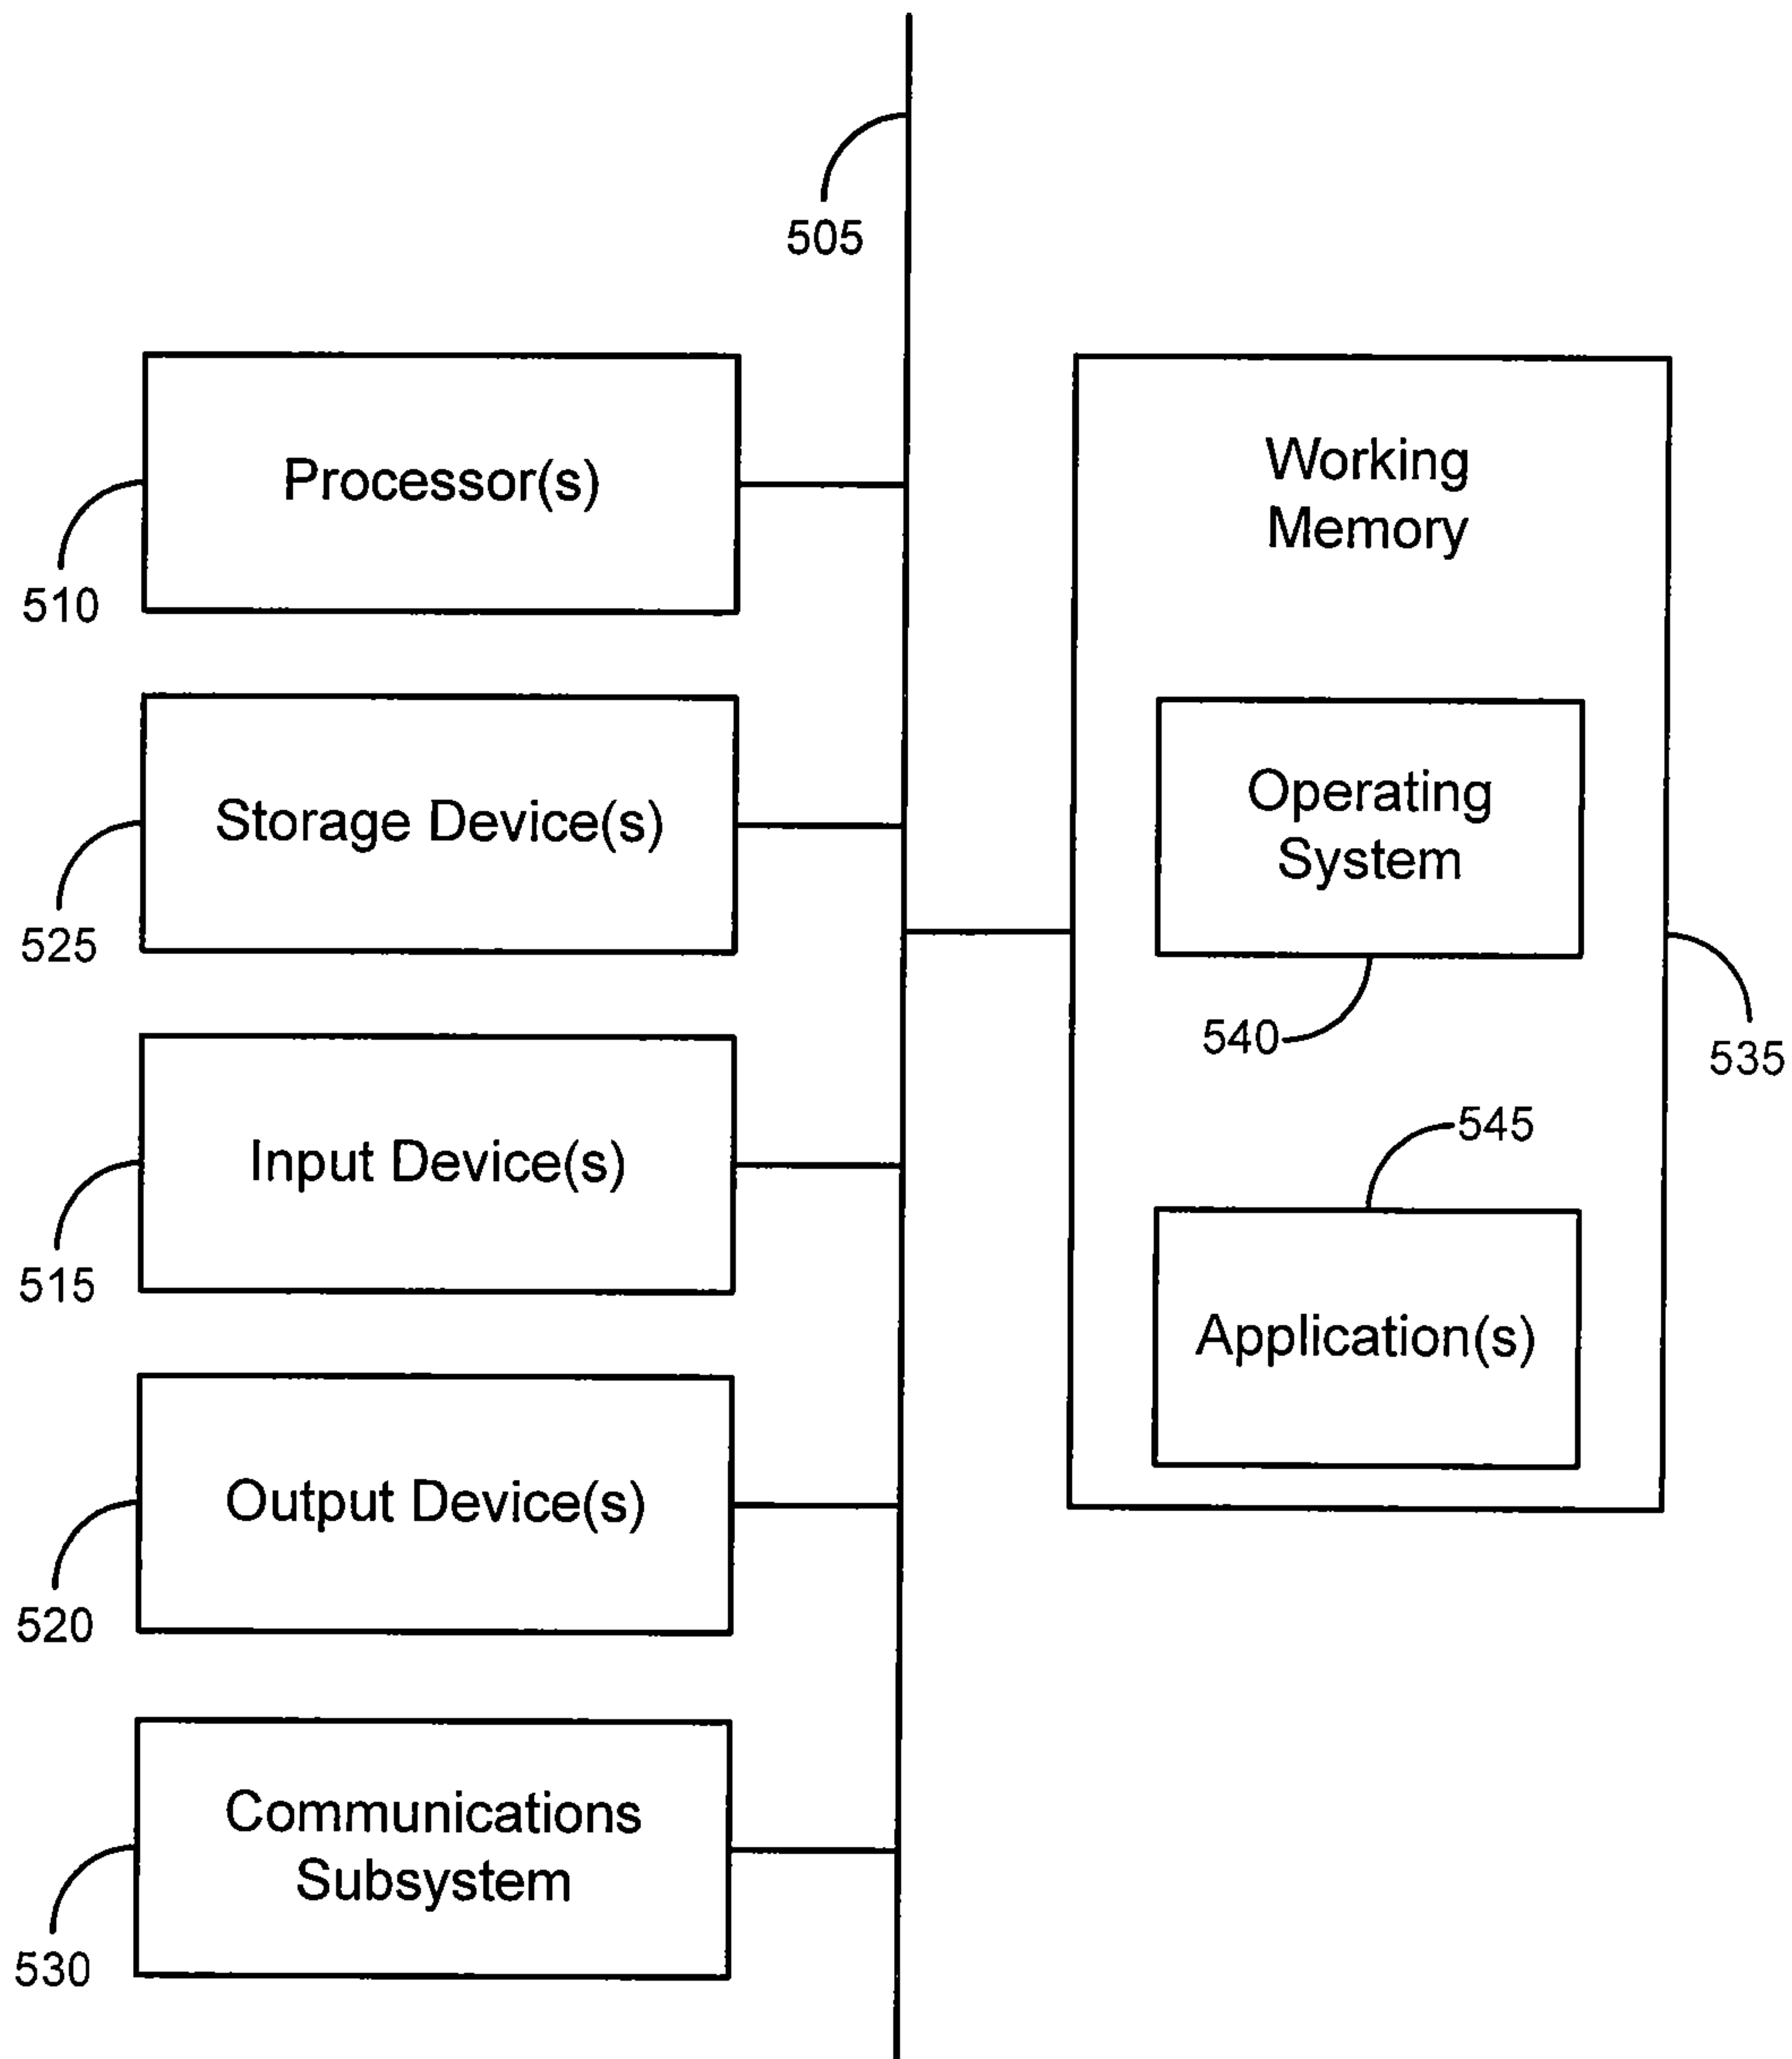 505
Processor(s)
510
Storage Device(s)
525
Input Device(s)
515
Output Device(s)
520
Communications
Subsystem
530
Working
Memory
Operating
System
540
535
545
Application(s)